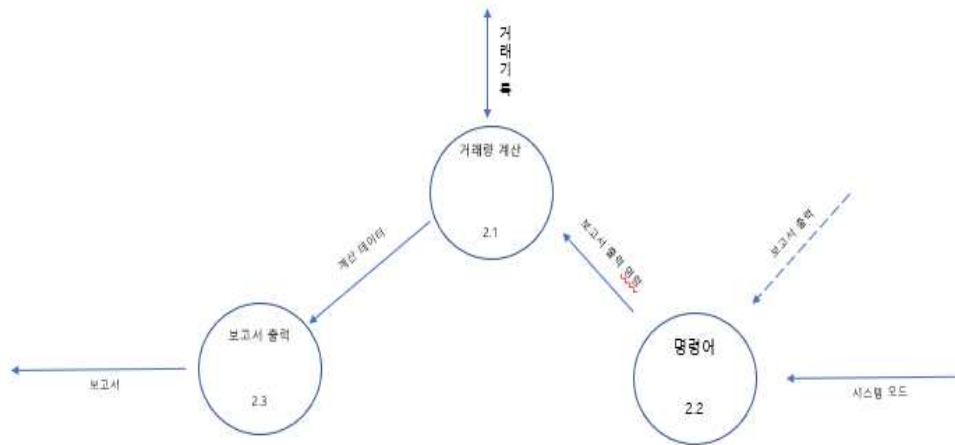 거래기록
거래량 계산
2.1
계산 데이터
보고서 출력 명령
보고서 출력
보고서 출력
2.3
보고서
명령어
2.2
시스템 모드